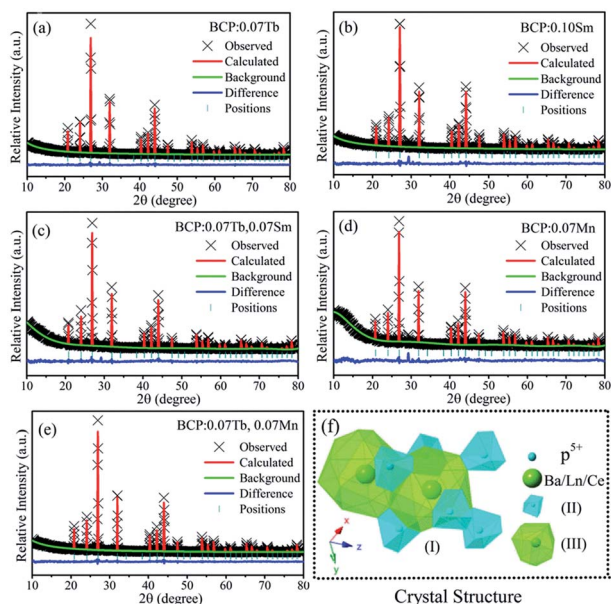 (a)
BCP:0.07Tb
Observed
Calculated
Background
Difference
Positions
Relative Intensity (a.u.)
10 20 30 40 50 60 70 80
2θ (degree)
(b)
BCP:0.10Sm
Observed
Calculated
Background
Difference
Positions
Relative Intensity (a.u.)
10 20 30 40 50 60 70 80
2θ (degree)
(c)
BCP:0.07Tb,0.07Sm
Observed
Calculated
Background
Difference
Positions
Relative Intensity (a.u.)
10 20 30 40 50 60 70 80
2θ (degree)
(d)
BCP:0.07Mn
Observed
Calculated
Background
Difference
Positions
Relative Intensity (a.u.)
10 20 30 40 50 60 70 80
2θ (degree)
(e)
BCP:0.07Tb, 0.07Mn
Observed
Calculated
Background
Difference
Positions
Relative Intensity (a.u.)
10 20 30 40 50 60 70 80
2θ (degree)
(f)
P⁵⁺
Ba/Ln/Ce
(II)
(III)
(I)
x
z
y
Crystal Structure